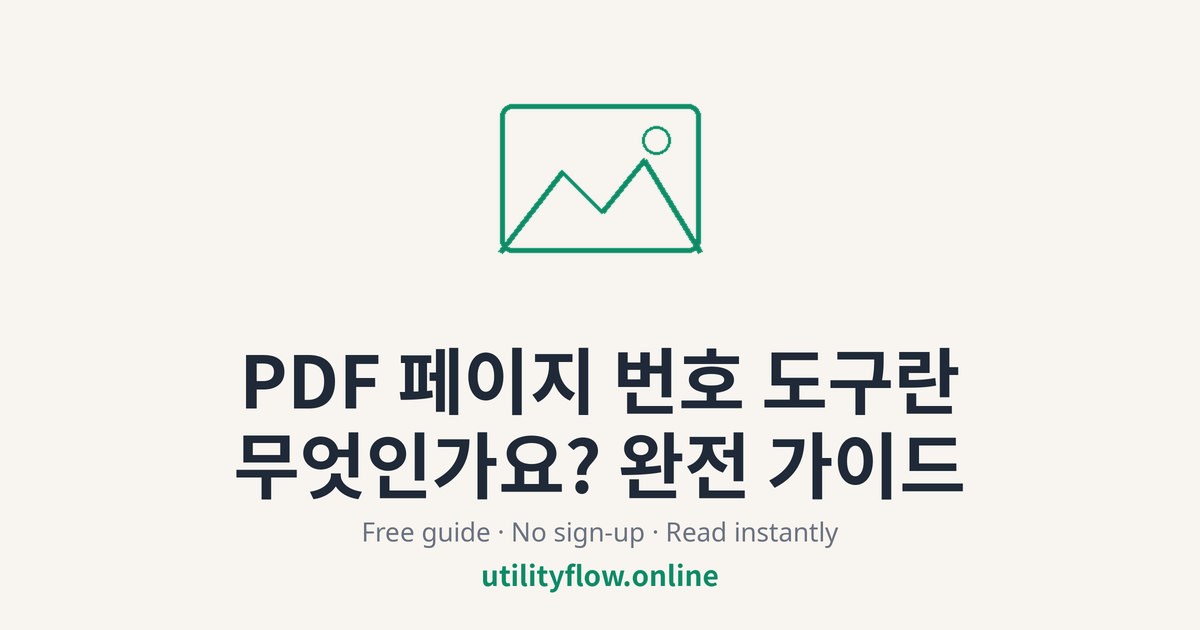 PDF 페이지 번호 도구란
무엇인가요? 완전 가이드
Free guide · No sign-up · Read instantly
utilityflow.online